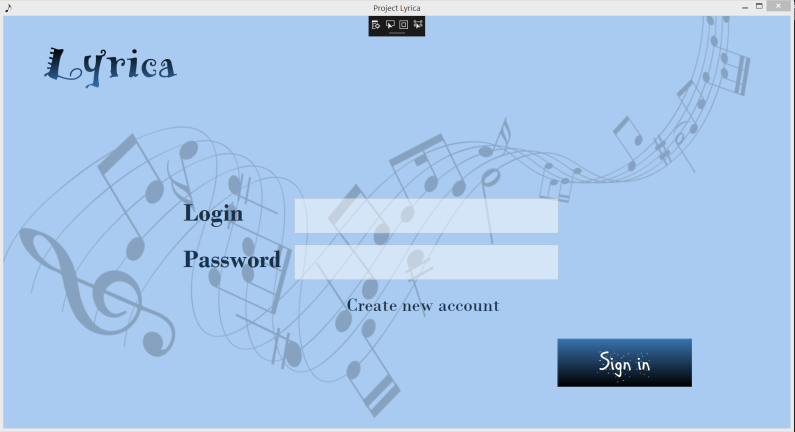 Project Lyrica
Lyrica
Login
Password
Create new account
Sign in